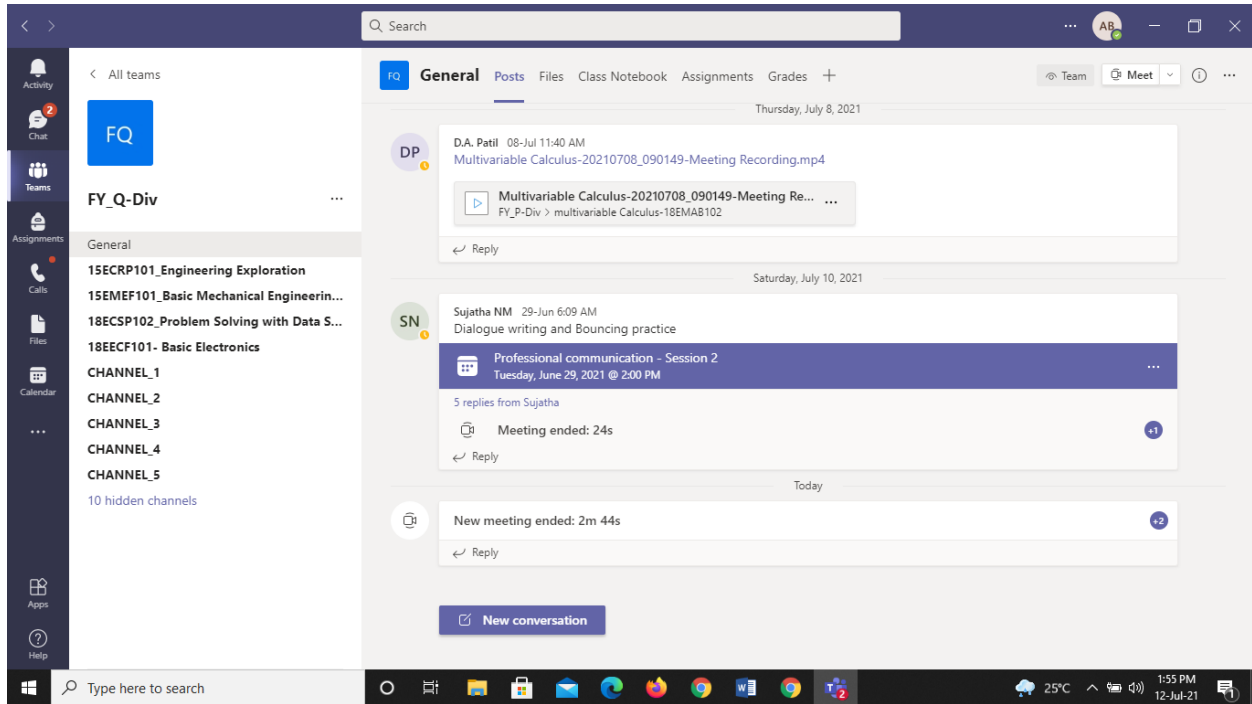 Search
AB
Activity
Chat
2
Teams
Assignments
Calls
Files
Calendar
Apps
Help
All teams
FQ
FY_Q-Div
General
15ECRP101_Engineering Exploration
15EMEF101_Basic Mechanical Engineerin...
18ECSP102_Problem Solving with Data S...
18EECF101- Basic Electronics
CHANNEL_1
CHANNEL_2
CHANNEL_3
CHANNEL_4
CHANNEL_5
10 hidden channels
FQ General Posts Files Class Notebook Assignments Grades
Team Meet
Thursday, July 8, 2021
DP
D.A. Patil 08-Jul 11:40 AM
Multivariable Calculus-20210708_090149-Meeting Recording.mp4
Multivariable Calculus-20210708_090149-Meeting Re... ...
FY_P-Div > multivariable Calculus-18EMAB102
Reply
Saturday, July 10, 2021
SN
Sujatha NM 29-Jun 6:09 AM
Dialogue writing and Bouncing practice
Professional communication - Session 2
Tuesday, June 29, 2021 @ 2:00 PM
5 replies from Sujatha
Meeting ended: 24s +1
Reply
Today
New meeting ended: 2m 44s +2
Reply
New conversation
Type here to search
2
25°C
1:55 PM
12-Jul-21
1